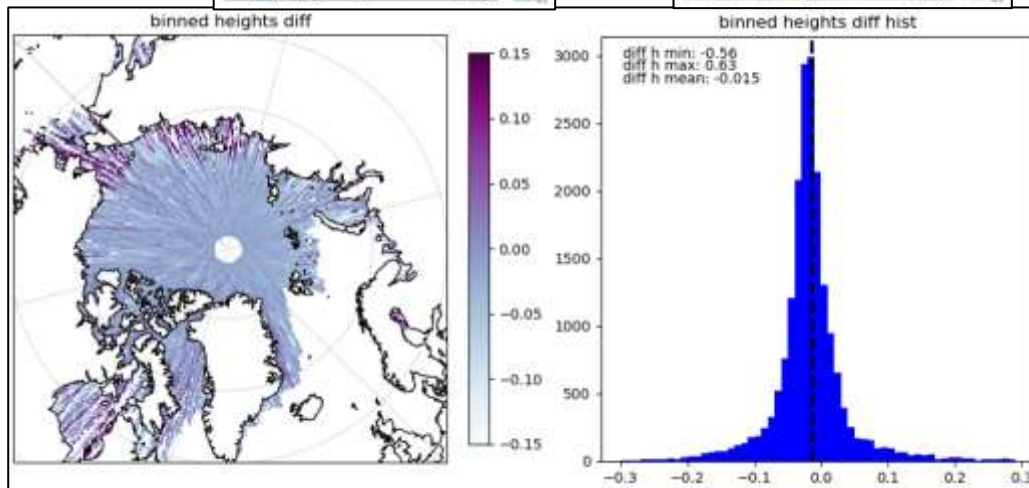 binned heights diff
0.15
0.10
0.05
0.00
−0.05
−0.10
−0.15
binned heights diff hist
diff h min: -0.56
diff h max: 0.63
diff h mean: -0.015
3000
2500
2000
1500
1000
500
0
−0.3 −0.2 −0.1 0.0 0.1 0.2 0.3